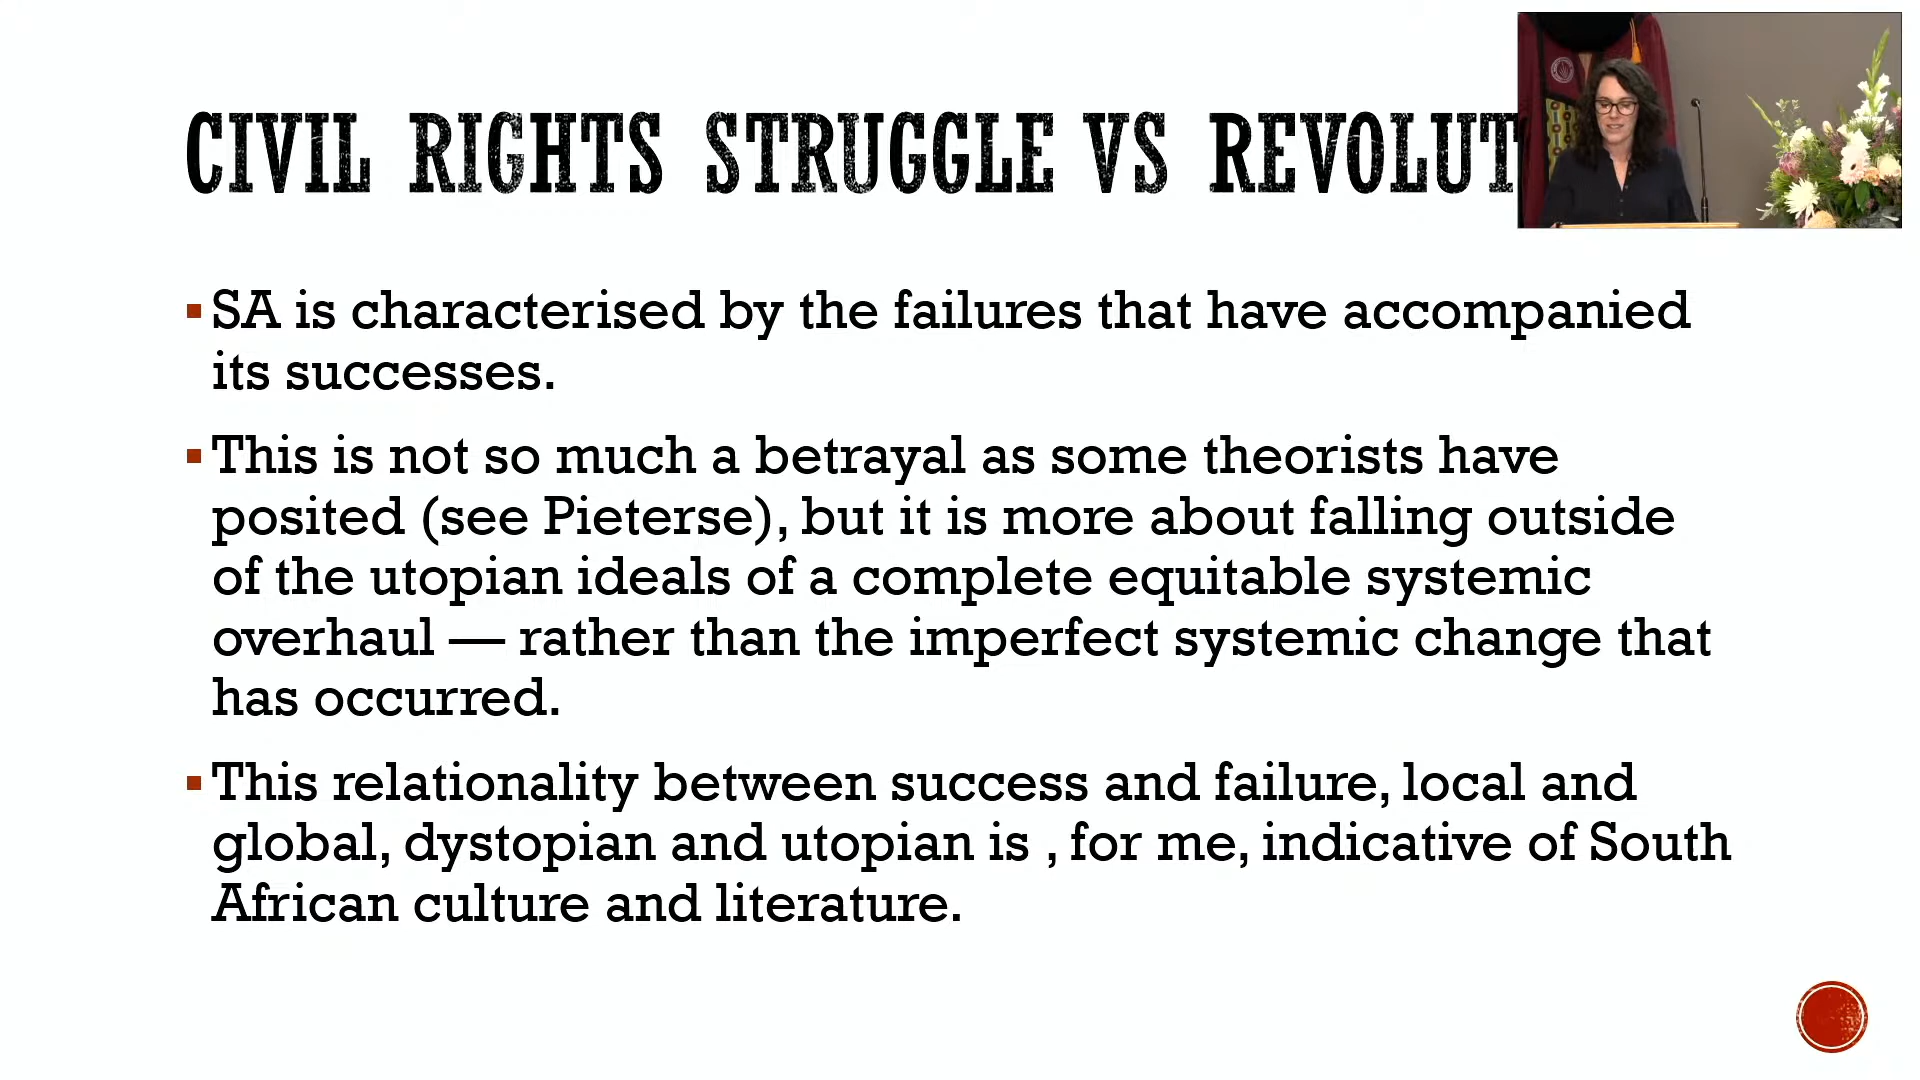 CIVIL RIGHTS STRUGGLE VS REVOLUT
SA is characterised by the failures that have accompanied
its successes.
This is not so much a betrayal as some theorists have
posited (see Pieterse), but it is more about falling outside
of the utopian ideals of a complete equitable systemic
overhaul — rather than the imperfect systemic change that
has occurred.
This relationality between success and failure, local and
global, dystopian and utopian is , for me, indicative of South
African culture and literature.